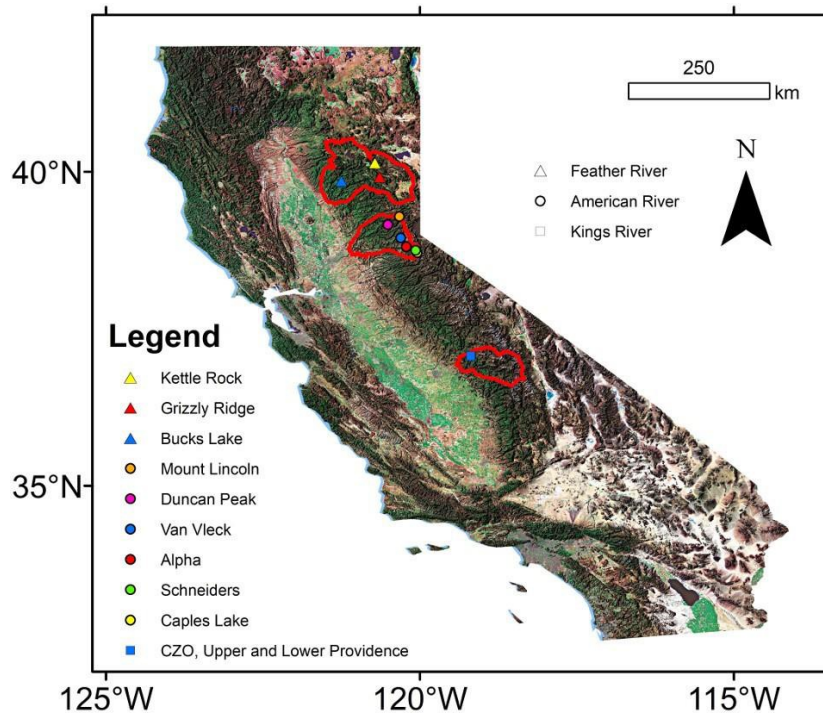 250
km
40°N
N
Feather River
American River
Kings River
Legend
Kettle Rock
Grizzly Ridge
Bucks Lake
Mount Lincoln
35°N
Duncan Peak
Van Vleck
Alpha
Schneiders
Caples Lake
CZO, Upper and Lower Providence
125°W 120°W 115°W